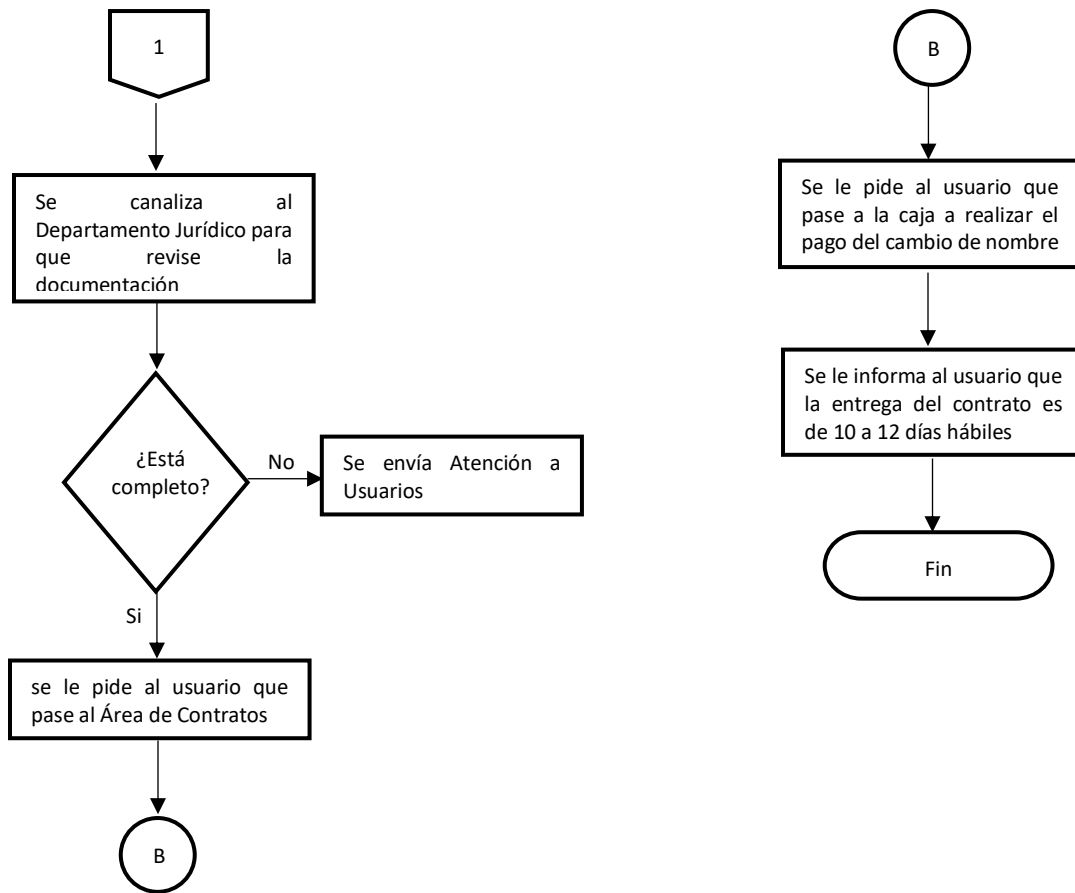 1
Se canaliza al
Departamento Jurídico para
que revise la
documentación
¿Está
completo?
No
Se envía Atención a
Usuarios
Si
se le pide al usuario que
pase al Área de Contratos
B
B
Se le pide al usuario que
pase a la caja a realizar el
pago del cambio de nombre
Se le informa al usuario que
la entrega del contrato es
de 10 a 12 días hábiles
Fin